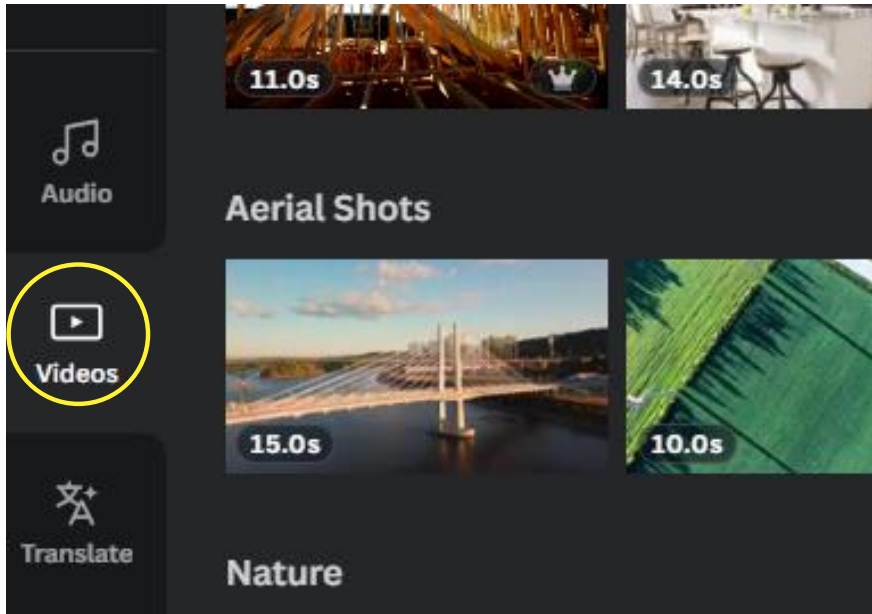 11.0s
14.0s
Audio
Aerial Shots
Videos
15.0s
10.0s
Translate
Nature